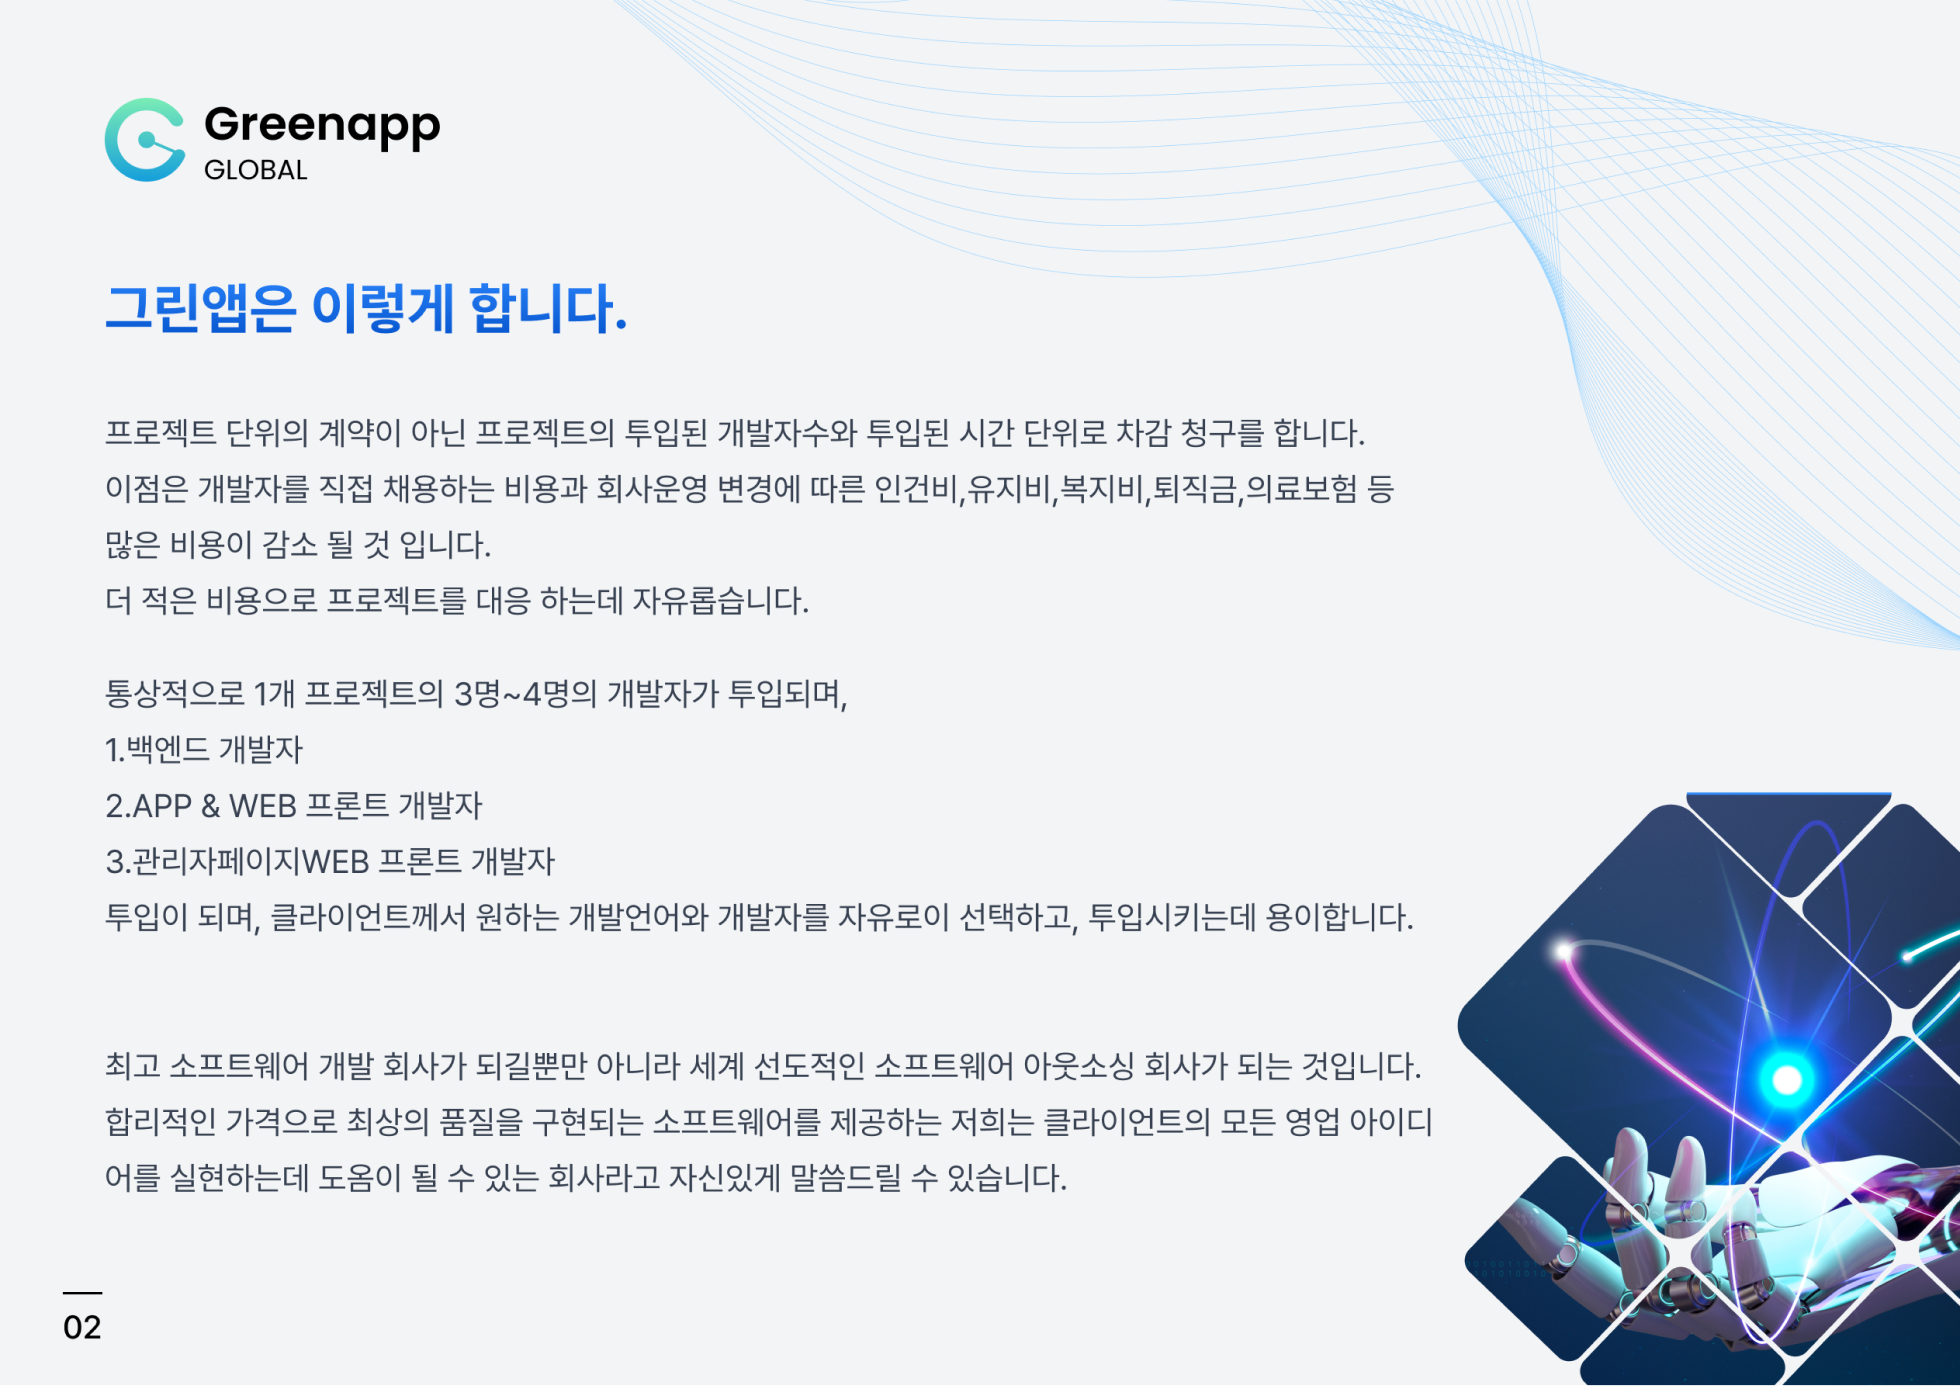 Greenapp
GLOBAL
그린앱은 이렇게 합니다.
프로젝트 단위의 계약이 아닌 프로젝트의 투입된 개발자수와 투입된 시간 단위로 차감 청구를 합니다.
이점은 개발자를 직접 채용하는 비용과 회사운영 변경에 따른 인건비,유지비,복지비,퇴직금,의료보험 등
많은 비용이 감소 될 것 입니다.
더 적은 비용으로 프로젝트를 대응 하는데 자유롭습니다.
통상적으로 1개 프로젝트의 3명~4명의 개발자가 투입되며,
1.백엔드 개발자
2.APP & WEB 프론트 개발자
3.관리자페이지WEB 프론트 개발자
투입이 되며, 클라이언트께서 원하는 개발언어와 개발자를 자유로이 선택하고, 투입시키는데 용이합니다.
최고 소프트웨어 개발 회사가 되길뿐만 아니라 세계 선도적인 소프트웨어 아웃소싱 회사가 되는 것입니다.
합리적인 가격으로 최상의 품질을 구현되는 소프트웨어를 제공하는 저희는 클라이언트의 모든 영업 아이디
어를 실현하는데 도움이 될 수 있는 회사라고 자신있게 말씀드릴 수 있습니다.
02